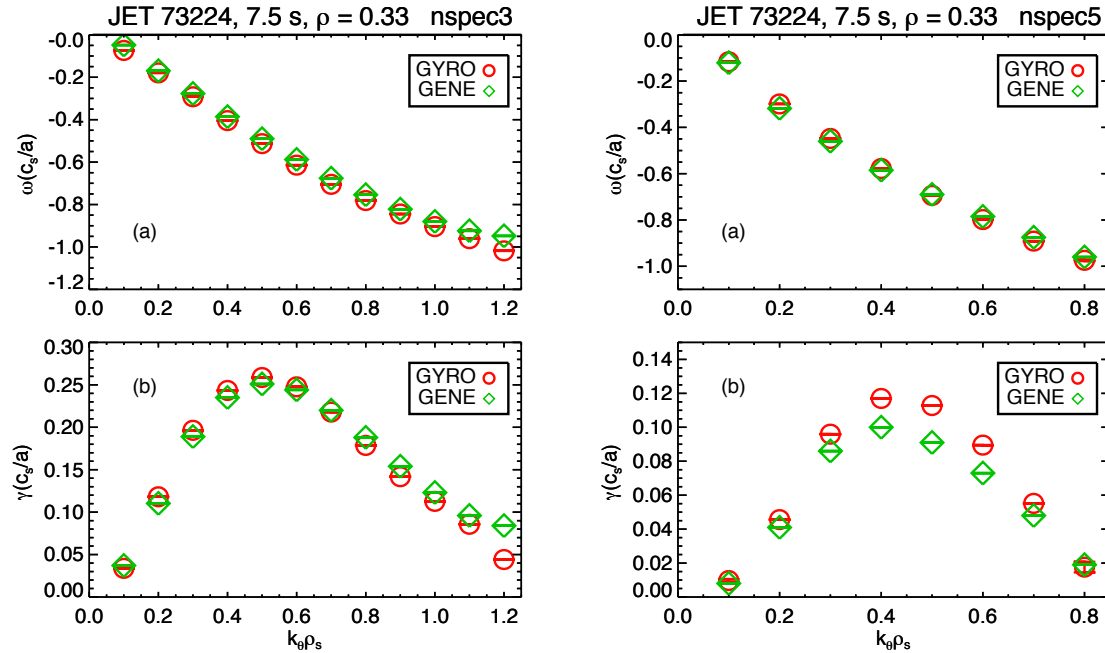 JET 73224, 7.5 s, ρ = 0.33 nspec3
-0.0
-0.2
-0.4
-0.6
-0.8
-1.0
-1.2
ω(c_s/a)
GYRO
GENE
(a)
0.0 0.2 0.4 0.6 0.8 1.0 1.2
0.30
0.25
0.20
0.15
0.10
0.05
0.00
γ(c_s/a)
(b)
GYRO
GENE
0.0 0.2 0.4 0.6 0.8 1.0 1.2
k_θρ_s
JET 73224, 7.5 s, ρ = 0.33 nspec5
0.0
-0.2
-0.4
-0.6
-0.8
-1.0
ω(c_s/a)
GYRO
GENE
(a)
0.0 0.2 0.4 0.6 0.8
0.14
0.12
0.10
0.08
0.06
0.04
0.02
0.00
γ(c_s/a)
(b)
GYRO
GENE
0.0 0.2 0.4 0.6 0.8
k_θρ_s